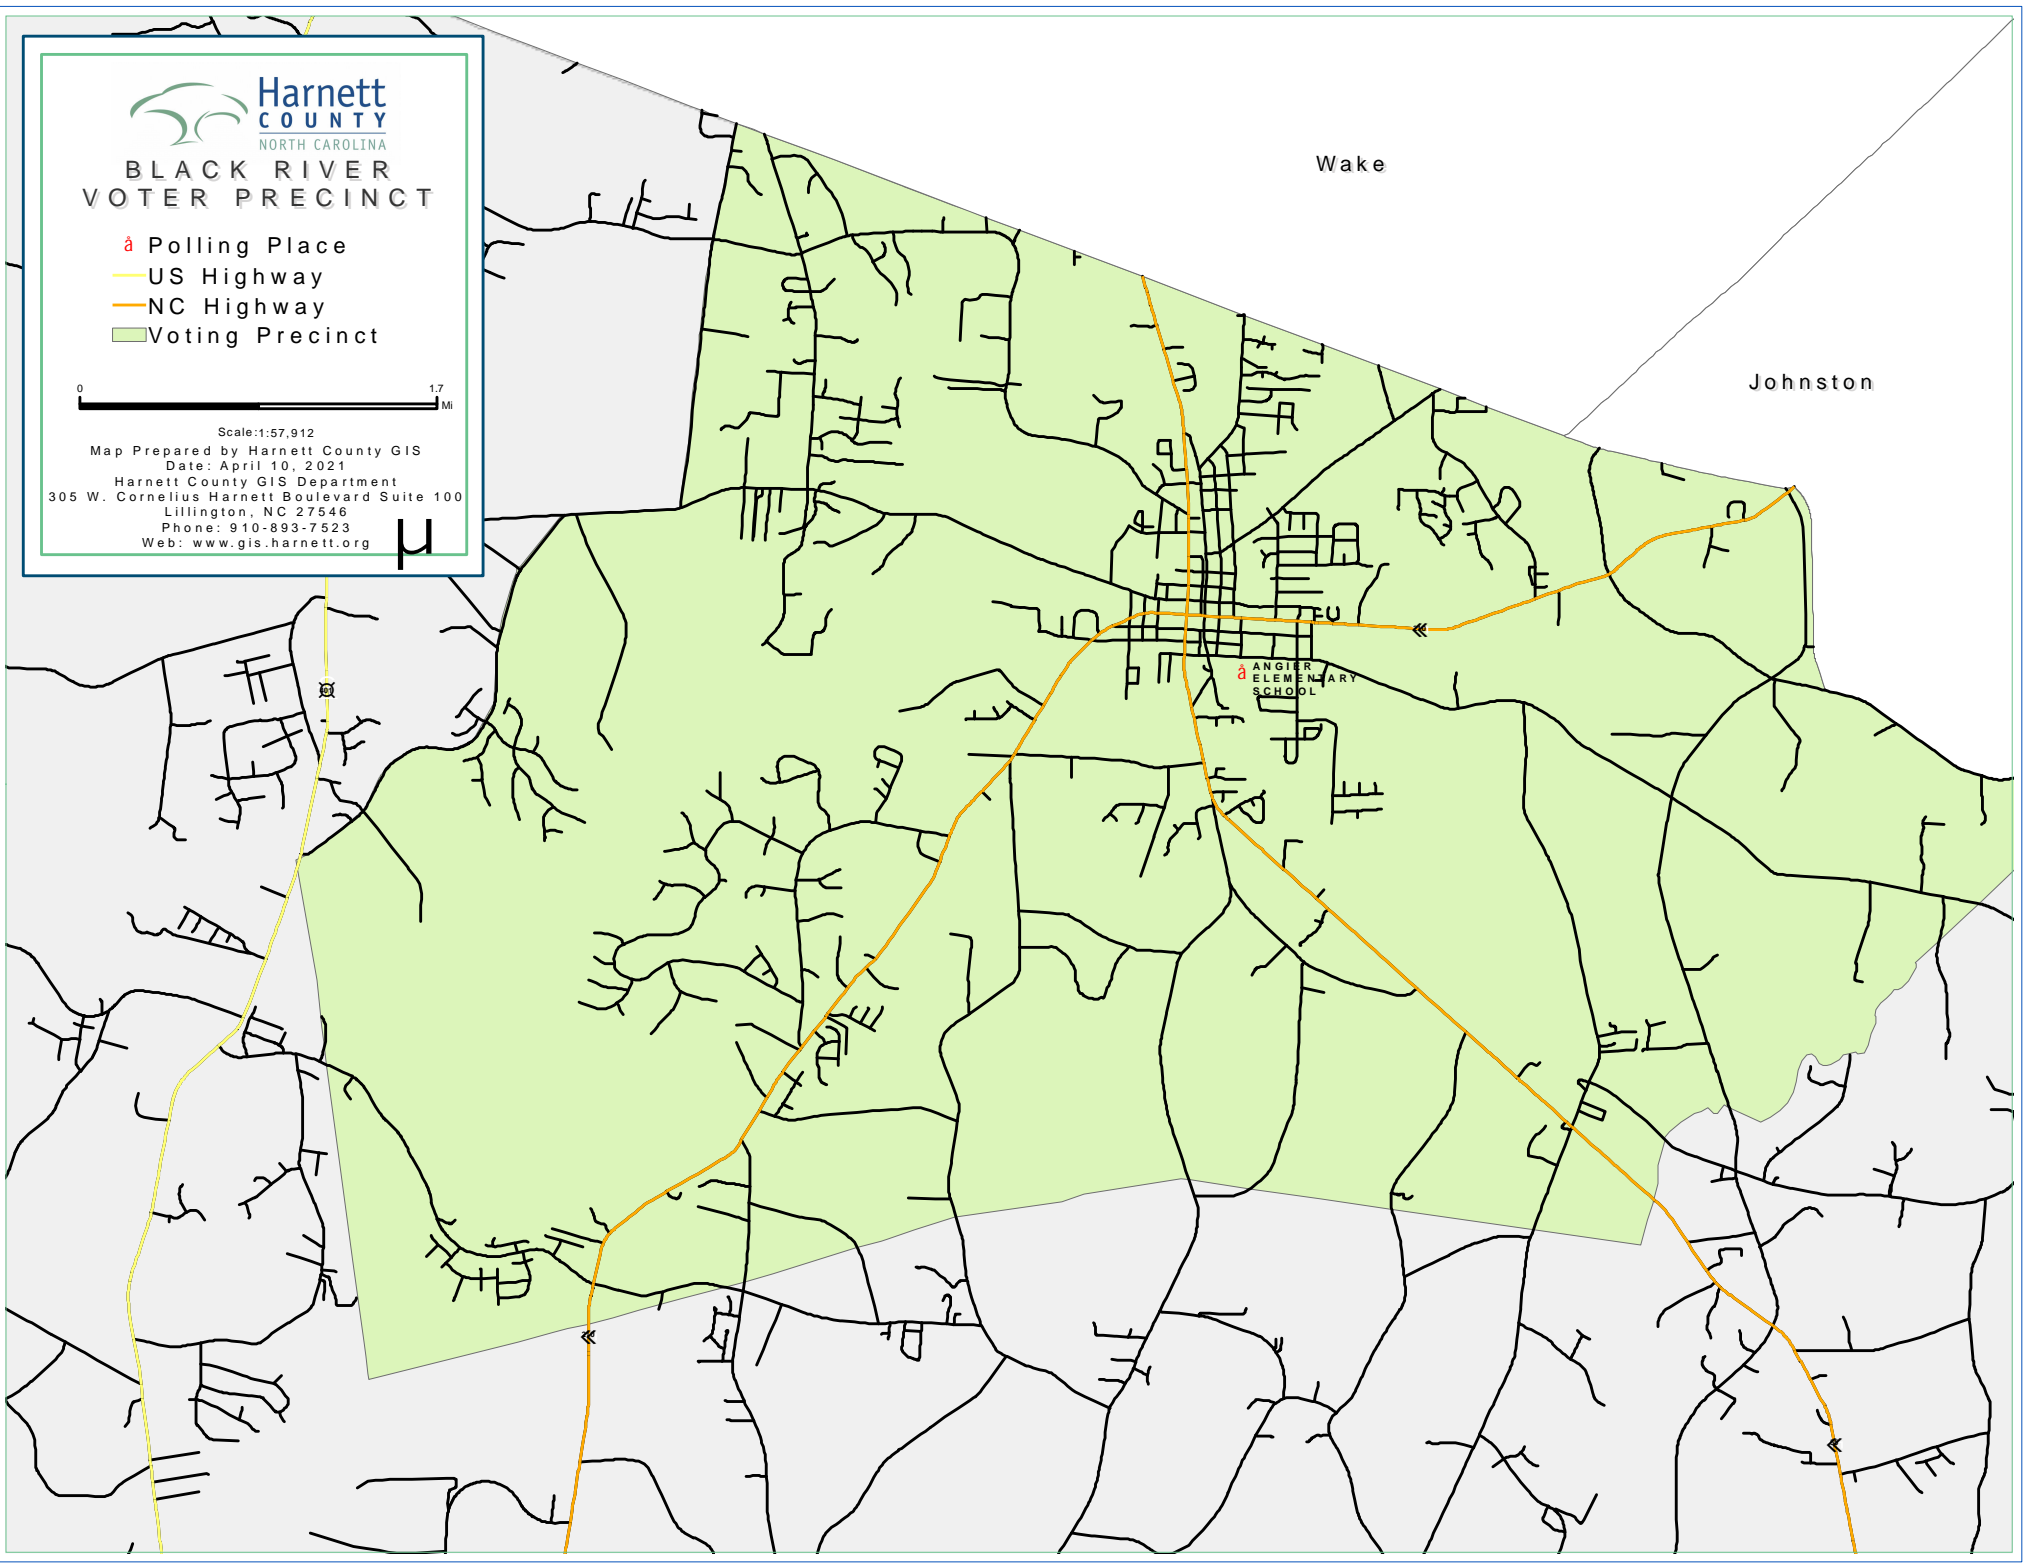 Harnett
COUNTY
NORTH CAROLINA
BLACK RIVER
VOTER PRECINCT
å Polling Place
US Highway
NC Highway
Voting Precinct
0 1.7
Mi
Scale:1:57,912
Map Prepared by Harnett County GIS
Date: April 10, 2021
Harnett County GIS Department
305 W. Cornelius Harnett Boulevard Suite 100
Lillington, NC 27546
Phone: 910-893-7523
Web: www.gis.harnett.org
µ
Wake
Johnston
å ANGIER
ELEMENTARY
SCHOOL
401